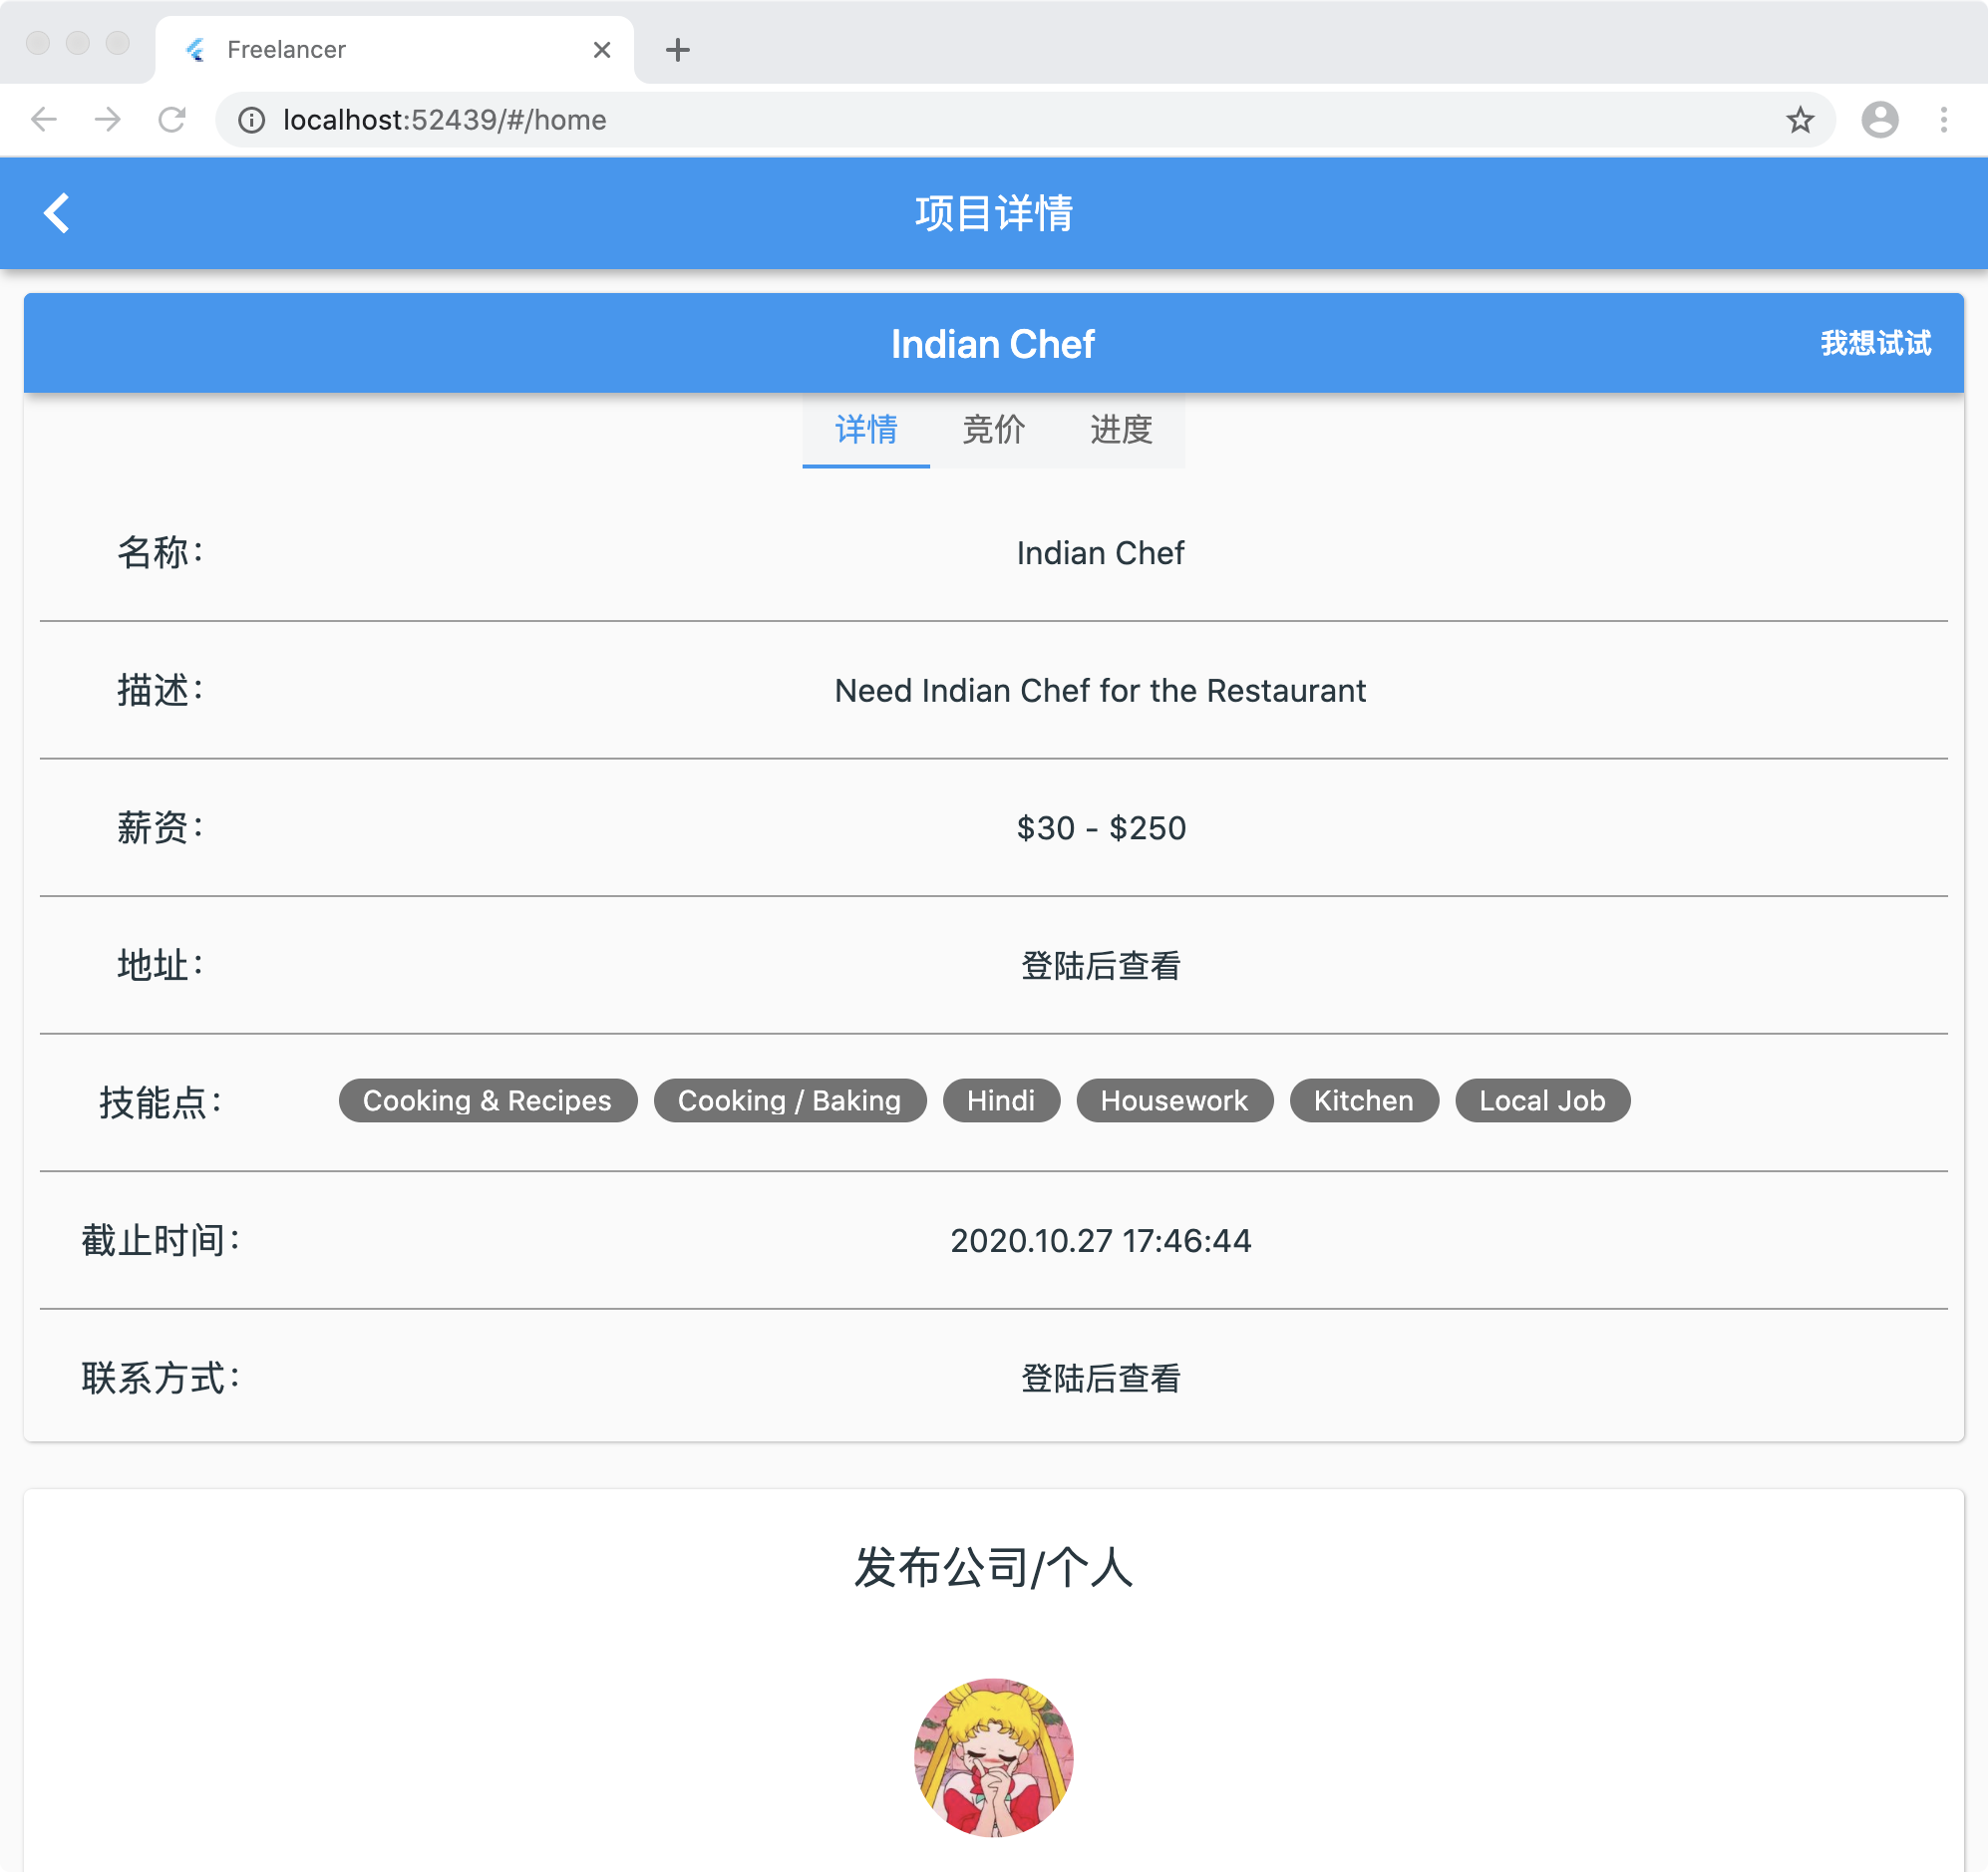 Freelancer
localhost:52439/#/home
项目详情
Indian Chef 我想试试
详情 竞价 进度
名称： Indian Chef
描述： Need Indian Chef for the Restaurant
薪资： $30 - $250
地址： 登陆后查看
技能点： Cooking & Recipes Cooking / Baking Hindi Housework Kitchen Local Job
截止时间： 2020.10.27 17:46:44
联系方式： 登陆后查看
发布公司/个人